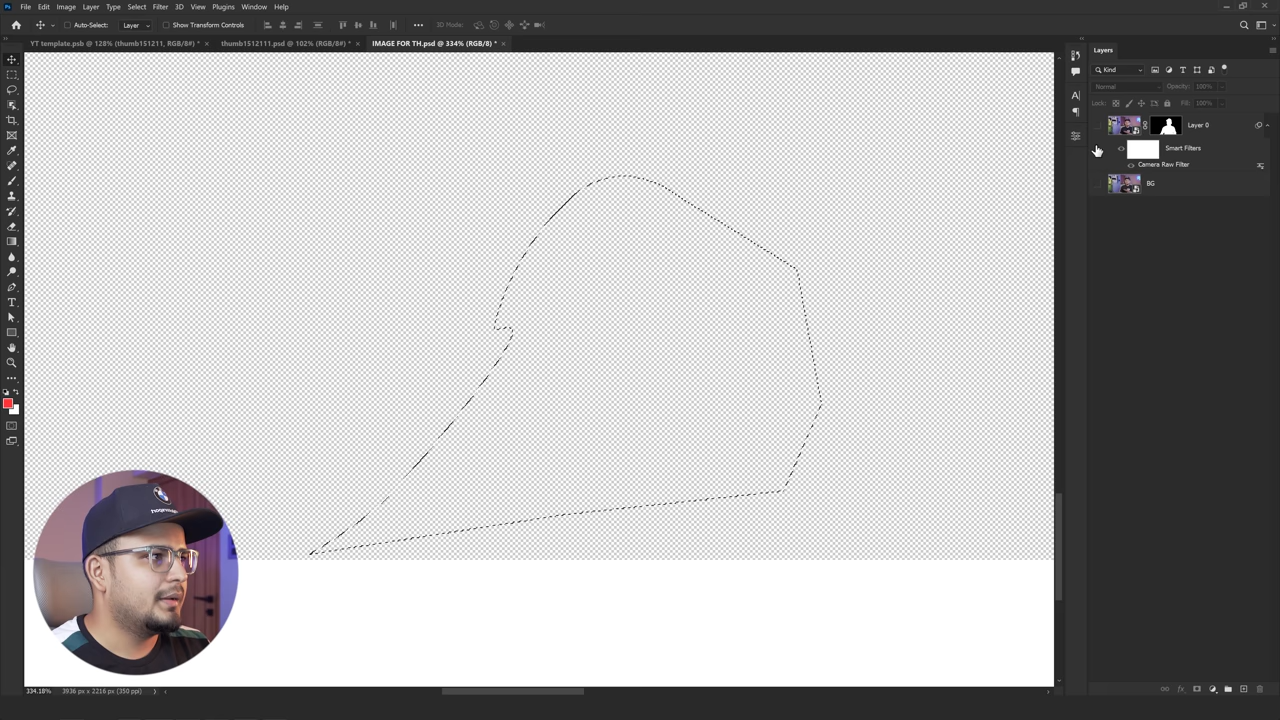 File Edit Image Layer Type Select Filter 3D View Plugins Window Help
Auto-Select: Layer Show Transform Controls 3D Mode:
YT template.psb @ 128% (thumb151211, RGB/8#) * × thumb1512111.psd @ 102% (RGB/8#) * × IMAGE FOR TH.psd @ 334% (RGB/8) * ×
Layers
Kind
Normal Opacity: 100%
Lock: Fill: 100%
Layer 0
Smart Filters
Camera Raw Filter
BG
334.18% 3936 px x 2216 px (350 ppi)